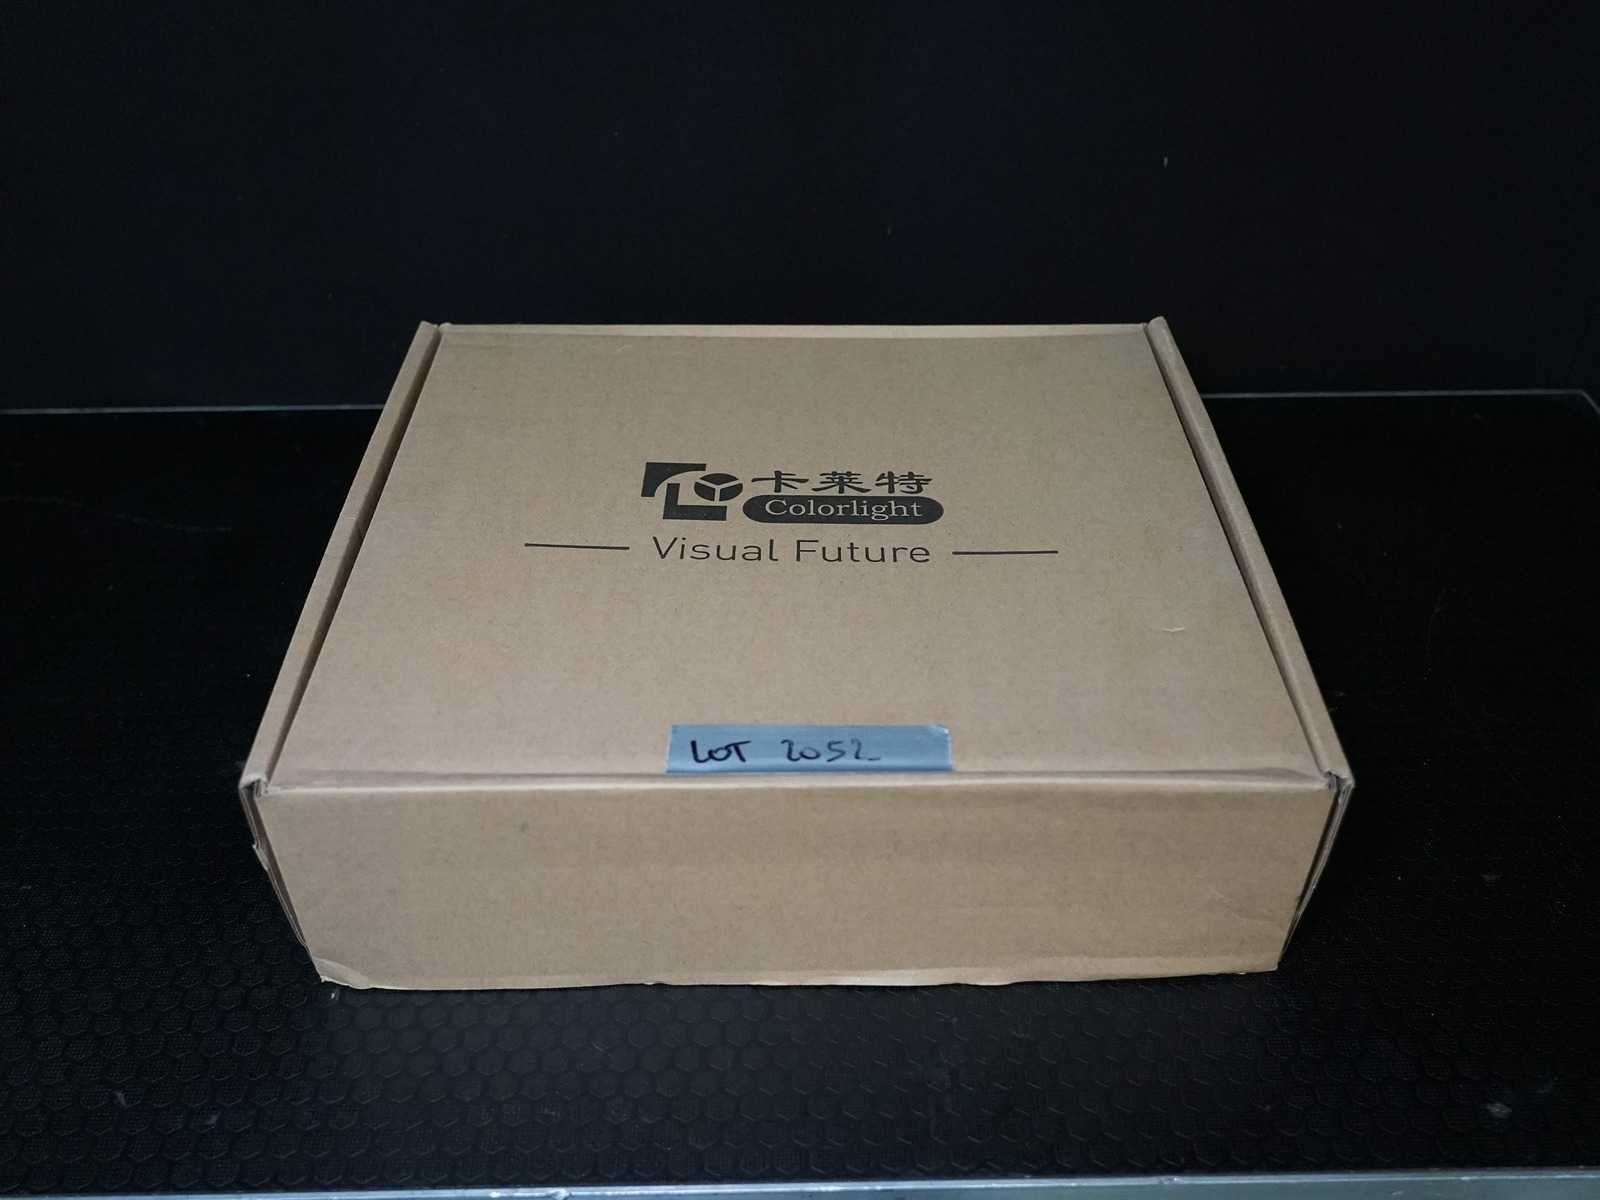 卡莱特
Colorlight
Visual Future
LOT 2052